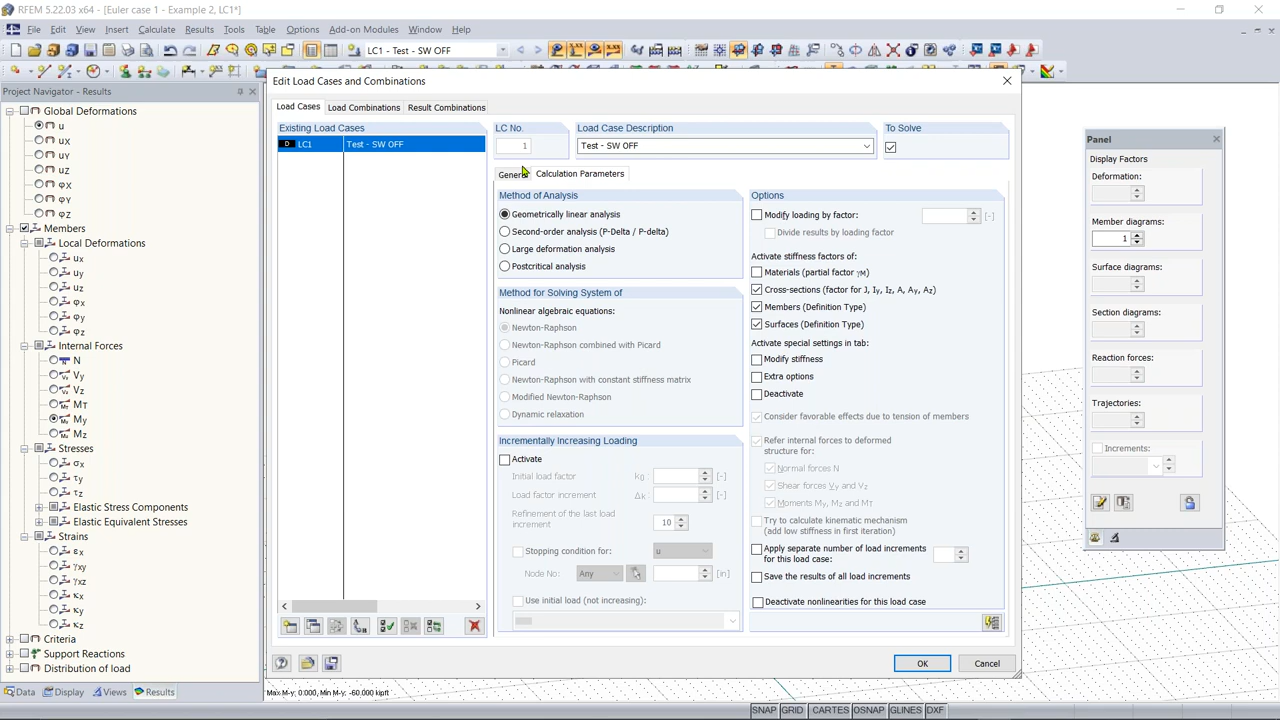 RFEM 5.22.03 x64 - [Euler case 1 - Example 2, LC1*]
File Edit View Insert Calculate Results Tools Table Options Add-on Modules Window Help
LC1 - Test - SW OFF
Project Navigator - Results
Global Deformations
u
uX
uY
uZ
φX
φY
φZ
Members
Local Deformations
ux
uy
uz
φx
φy
φz
Internal Forces
N
Vy
Vz
MT
My
Mz
Stresses
σx
τy
τz
Elastic Stress Components
Elastic Equivalent Stresses
Strains
εx
γxy
γxz
κx
κy
κz
Criteria
Support Reactions
Distribution of load
Data Display Views Results
Edit Load Cases and Combinations
Load Cases Load Combinations Result Combinations
Existing Load Cases
D LC1 Test - SW OFF
LC No. Load Case Description To Solve
1 Test - SW OFF
General Calculation Parameters
Method of Analysis
Geometrically linear analysis
Second-order analysis (P-Delta / P-delta)
Large deformation analysis
Postcritical analysis
Method for Solving System of
Nonlinear algebraic equations:
Newton-Raphson
Newton-Raphson combined with Picard
Picard
Newton-Raphson with constant stiffness matrix
Modified Newton-Raphson
Dynamic relaxation
Incrementally Increasing Loading
Activate
Initial load factor k0: [-]
Load factor increment Δk: [-]
Refinement of the last load
increment 10
Stopping condition for: u
Node No: Any [in]
Use initial load (not increasing):
Options
Modify loading by factor: [-]
Divide results by loading factor
Activate stiffness factors of:
Materials (partial factor γM)
Cross-sections (factor for J, Iy, Iz, A, Ay, Az)
Members (Definition Type)
Surfaces (Definition Type)
Activate special settings in tab:
Modify stiffness
Extra options
Deactivate
Consider favorable effects due to tension of members
Refer internal forces to deformed
structure for:
Normal forces N
Shear forces Vy and Vz
Moments My, Mz and MT
Try to calculate kinematic mechanism
(add low stiffness in first iteration)
Apply separate number of load increments
for this load case:
Save the results of all load increments
Deactivate nonlinearities for this load case
OK Cancel
Panel
Display Factors
Deformation:
Member diagrams:
1
Surface diagrams:
Section diagrams:
Reaction forces:
Trajectories:
Increments:
Max M-y: 0.000, Min M-y: -60.000 kipft
SNAP GRID CARTES OSNAP GLINES DXF